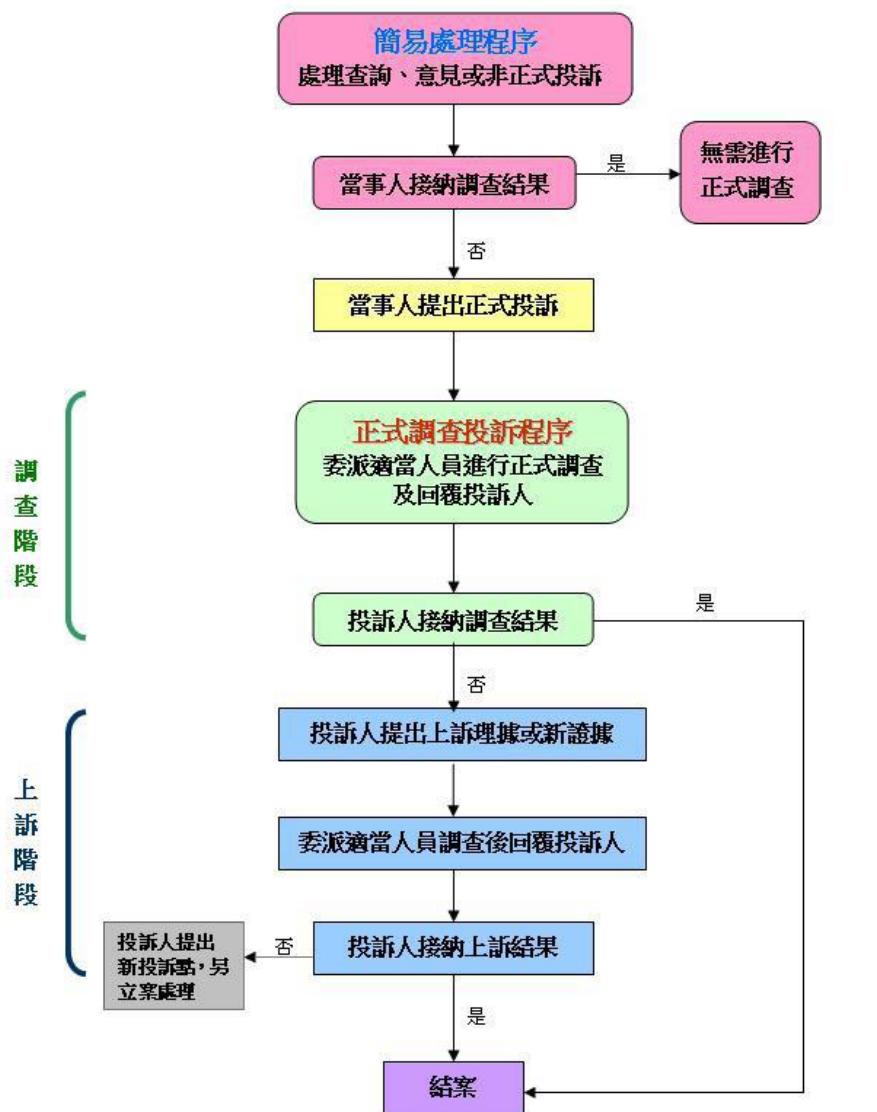 簡易處理程序
處理查詢、意見或非正式投訴
當事人接納調查結果
是
無需進行
正式調查
否
當事人提出正式投訴
調查階段
正式調查投訴程序
委派適當人員進行正式調查
及回覆投訴人
投訴人接納調查結果
是
否
上訴階段
投訴人提出上訴理據或新證據
委派適當人員調查後回覆投訴人
投訴人接納上訴結果
否
投訴人提出
新投訴點，另
立案處理
是
結案